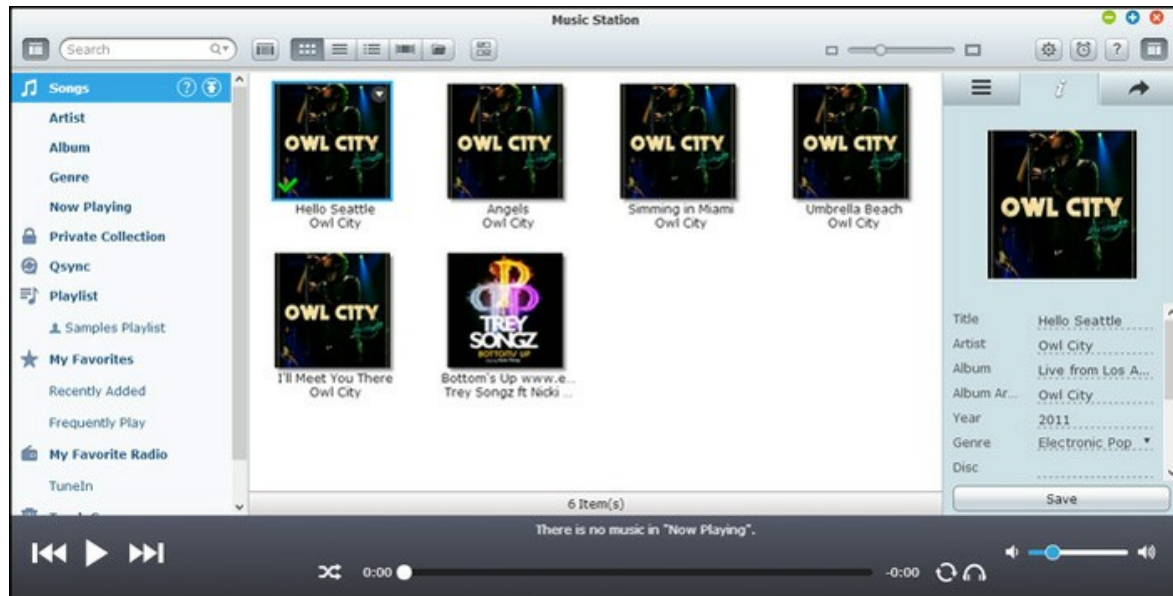 Music Station
Search
Songs
Artist
Album
Genre
Now Playing
Private Collection
Qsync
Playlist
Samples Playlist
My Favorites
Recently Added
Frequently Play
My Favorite Radio
TuneIn
OWL CITY
Hello Seattle
Owl City
OWL CITY
Angels
Owl City
OWL CITY
Simming in Miami
Owl City
OWL CITY
Umbrella Beach
Owl City
OWL CITY
I'll Meet You There
Owl City
TREY
SONGZ
BOTTOMS UP
Bottom's Up www.e...
Trey Songz ft Nicki ...
6 Item(s)
OWL CITY
Title Hello Seattle
Artist Owl City
Album Live from Los A...
Album Ar... Owl City
Year 2011
Genre Electronic Pop
Disc
Save
There is no music in "Now Playing".
0:00 -0:00